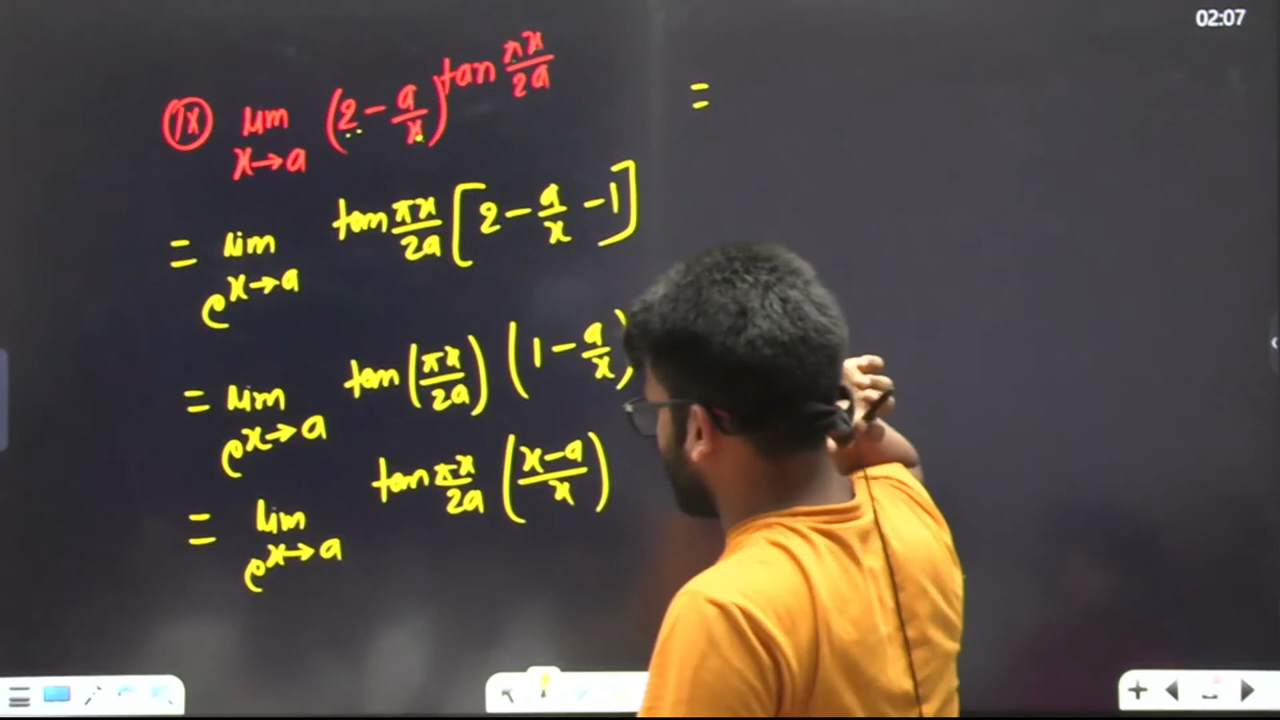 02:07
(ix) lim x→a (2 - a/x)^tan πx/2a =
= e^lim x→a tan πx/2a [2 - a/x - 1]
= e^lim x→a tan (πx/2a) (1 - a/x)
= e^lim x→a tan πx/2a (x-a/x)